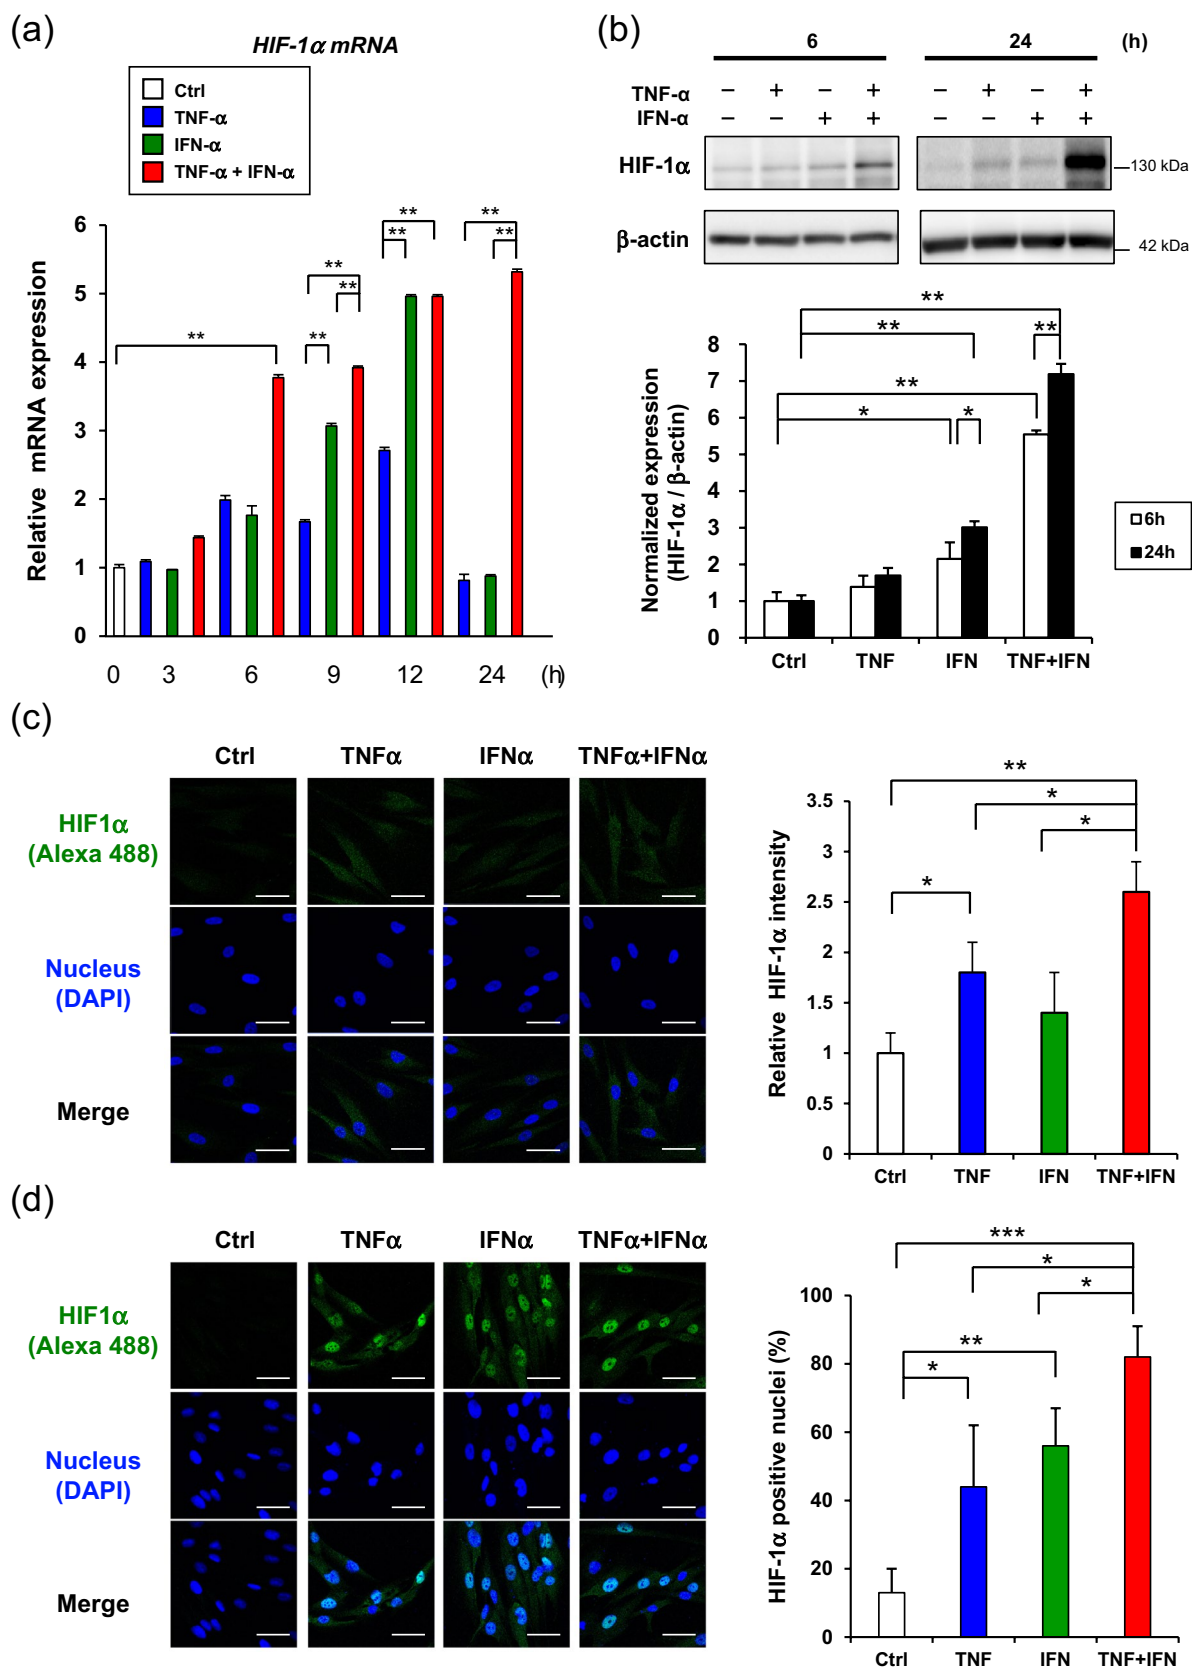 (a)
HIF-1α mRNA
Ctrl
TNF-α
IFN-α
TNF-α + IFN-α
Relative mRNA expression
6
5
4
3
2
1
0
** ** ** ** ** ** ** **
0 3 6 9 12 24 (h)
(b)
6 24 (h)
TNF-α − + − + − + − +
IFN-α − − + + − − + +
HIF-1α
130 kDa
β-actin
42 kDa
Normalized expression
(HIF-1α / β-actin)
8
7
6
5
4
3
2
1
0
**
**
**
**
* *
6h
24h
Ctrl TNF IFN TNF+IFN
(c)
Ctrl TNFα IFNα TNFα+IFNα
HIF1α
(Alexa 488)
Nucleus
(DAPI)
Merge
Relative HIF-1α intensity
3.5
3
2.5
2
1.5
1
0.5
0
**
*
*
*
Ctrl TNF IFN TNF+IFN
(d)
Ctrl TNFα IFNα TNFα+IFNα
HIF1α
(Alexa 488)
Nucleus
(DAPI)
Merge
HIF-1α positive nuclei (%)
100
80
60
40
20
0
***
*
*
**
*
Ctrl TNF IFN TNF+IFN